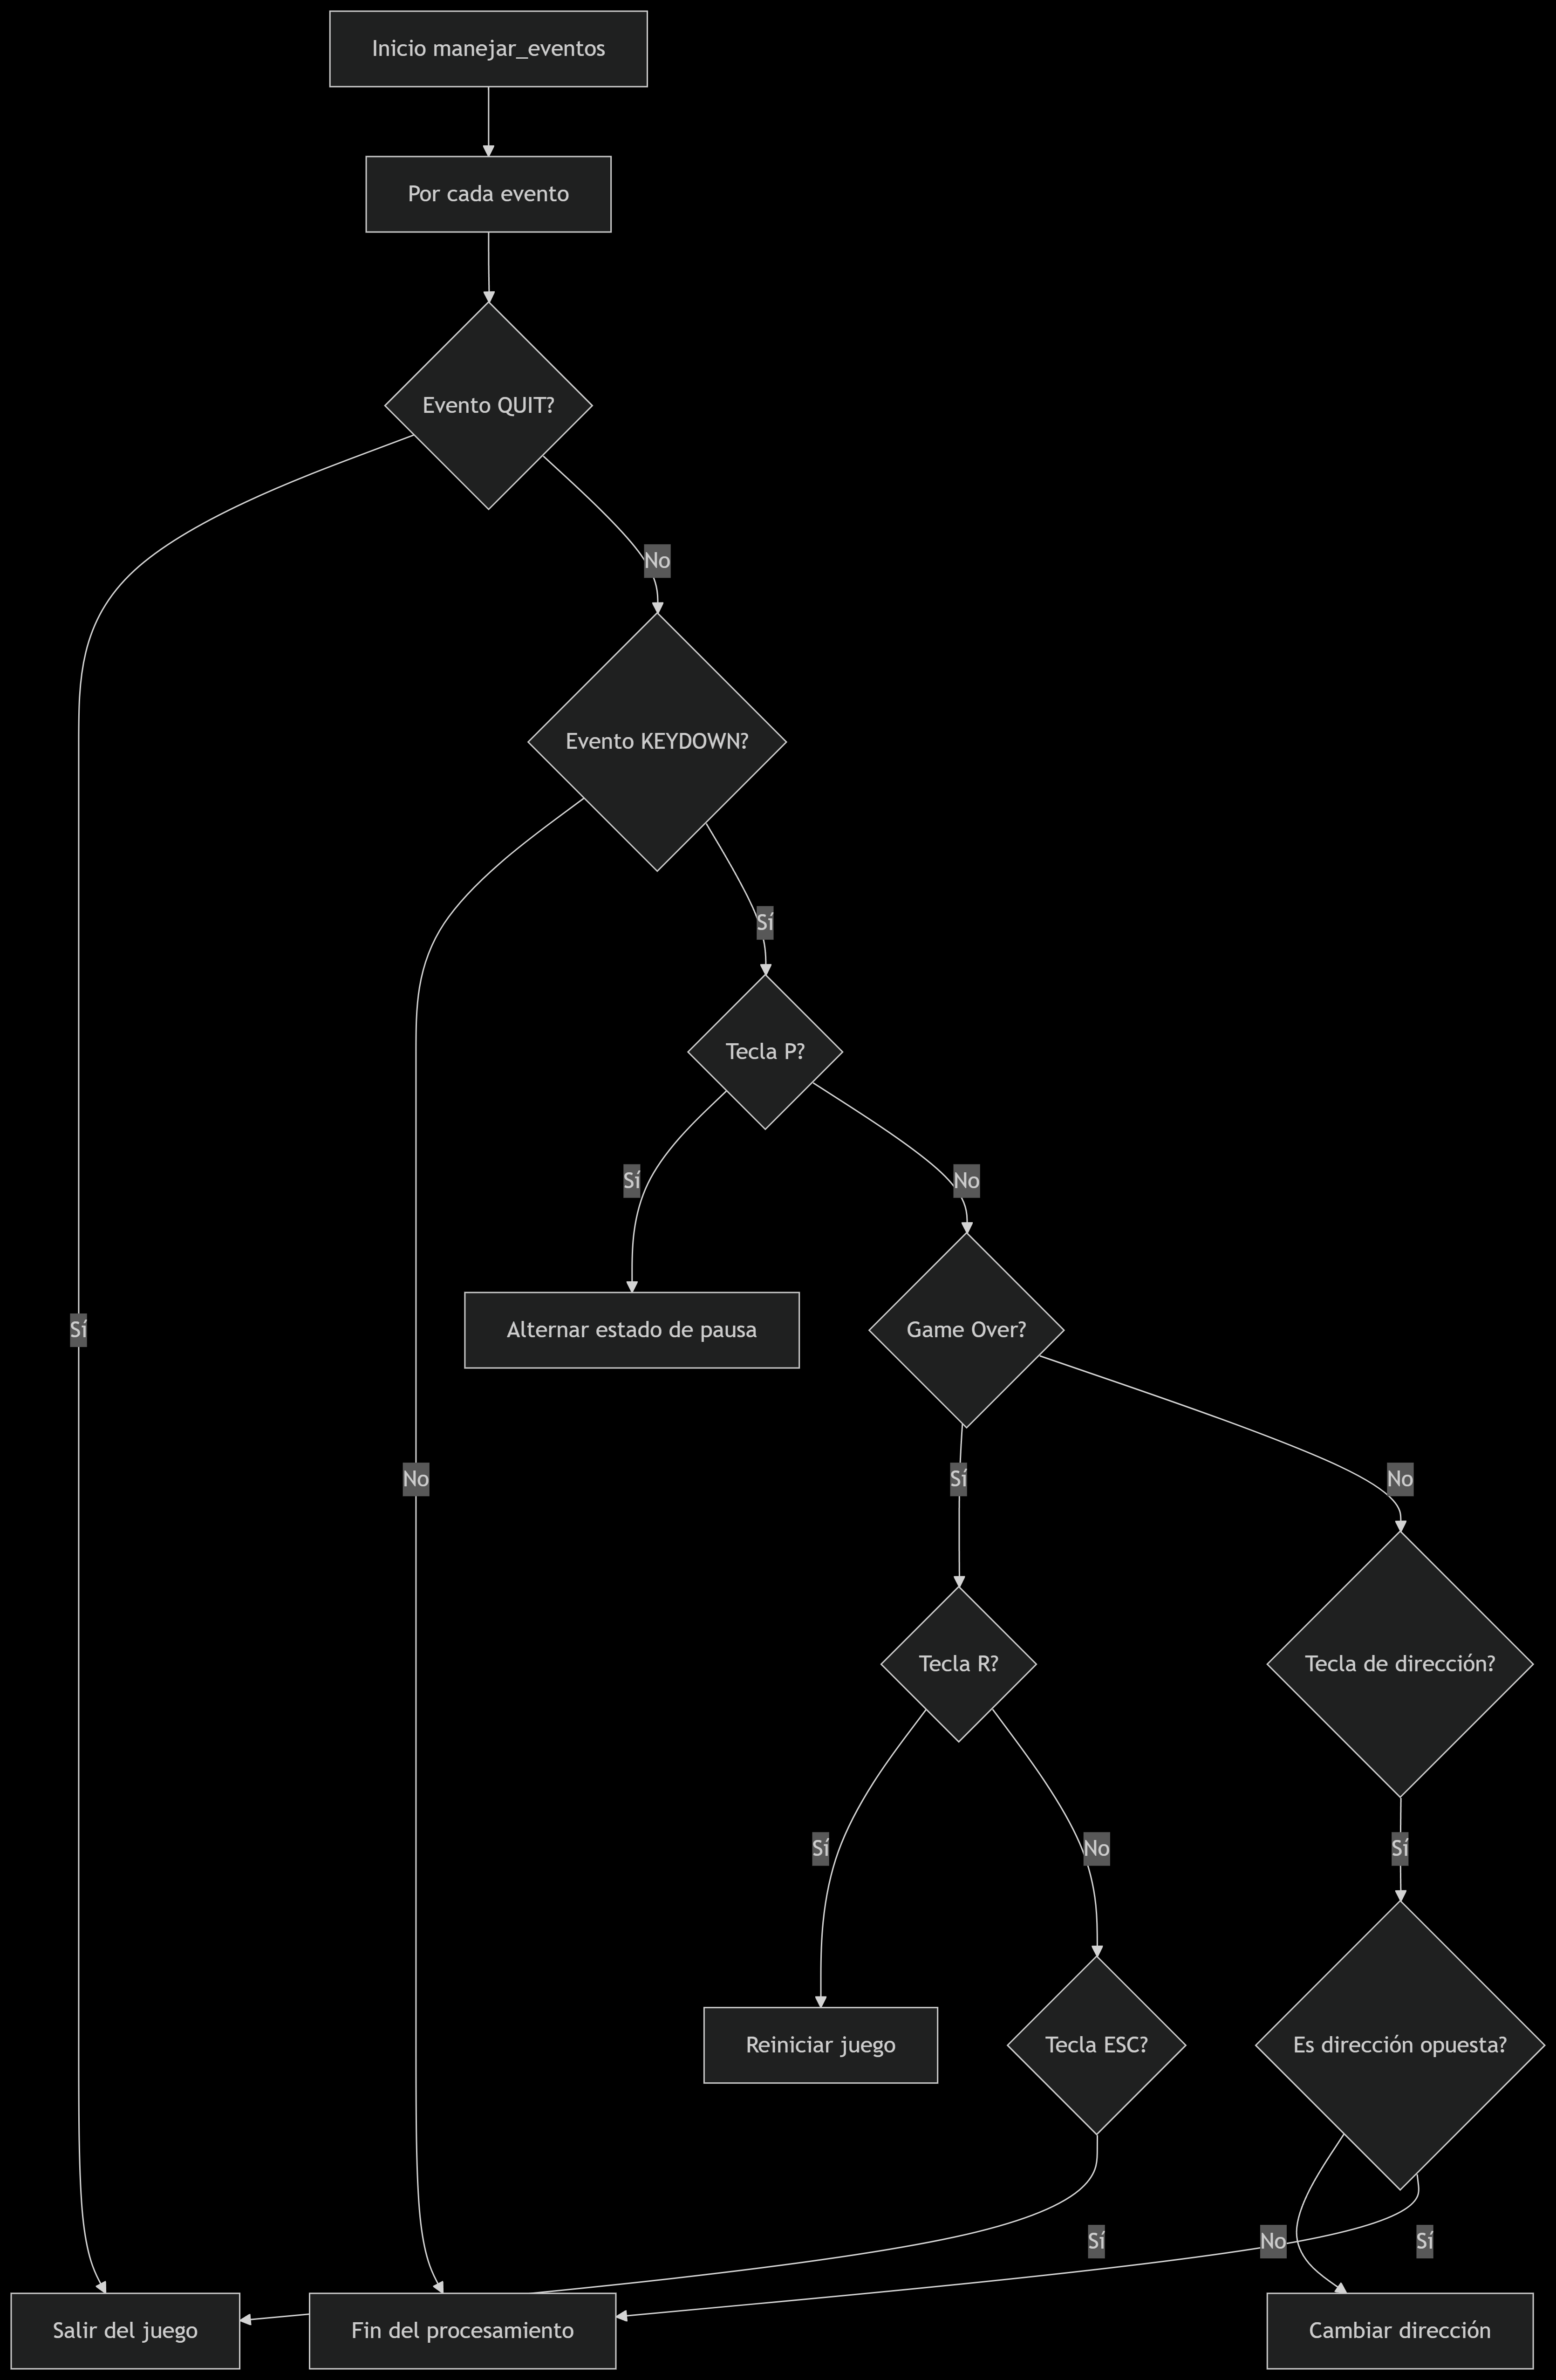 Inicio manejar_eventos
Por cada evento
Evento QUIT?
No
Evento KEYDOWN?
Sí
Tecla P?
Sí
No
Sí
Alternar estado de pausa
Game Over?
No
Sí
No
Tecla R?
Tecla de dirección?
Sí
No
Sí
Reiniciar juego
Tecla ESC?
Es dirección opuesta?
Sí
No
Sí
Salir del juego
Fin del procesamiento
Cambiar dirección